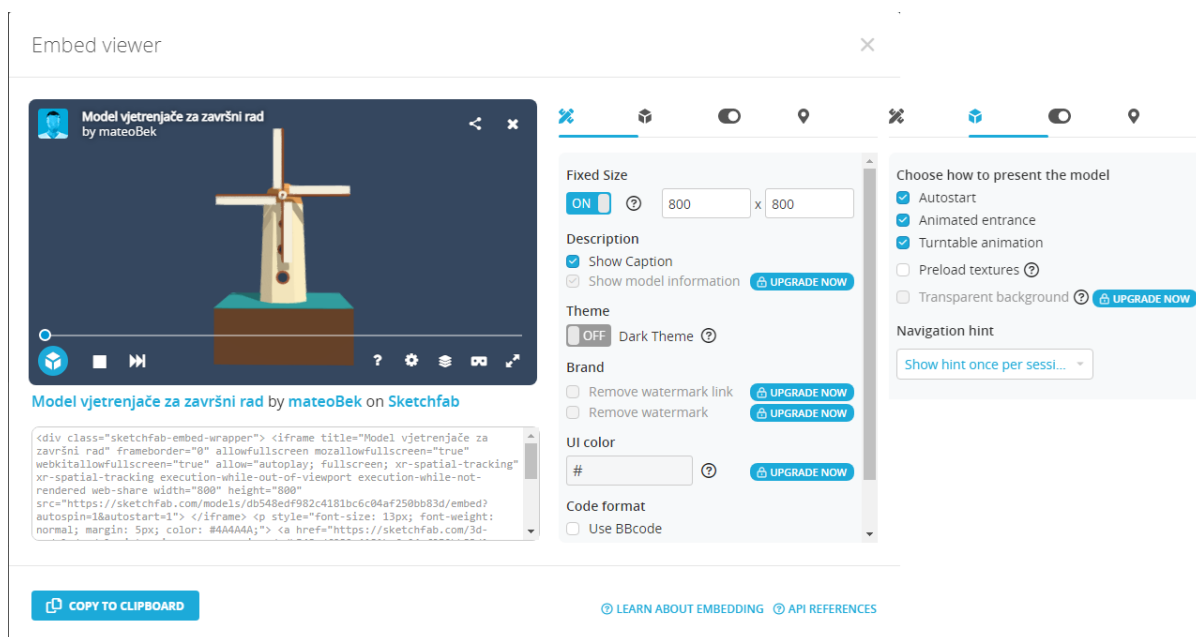 Embed viewer
Model vjetrenjače za završni rad
by mateoBek
Model vjetrenjače za završni rad by mateoBek on Sketchfab
<div class="sketchfab-embed-wrapper"> <iframe title="Model vjetrenjače za
završni rad" frameborder="0" allowfullscreen mozallowfullscreen="true"
webkitallowfullscreen="true" allow="autoplay; fullscreen; xr-spatial-tracking"
xr-spatial-tracking execution-while-out-of-viewport execution-while-not-
rendered web-share width="800" height="800"
src="https://sketchfab.com/models/db548edf982c4181bc6c04af250bb83d/embed?
autospin=1&autostart=1"> </iframe> <p style="font-size: 13px; font-weight:
normal; margin: 5px; color: #4A4A4A;"> <a href="https://sketchfab.com/3d-
COPY TO CLIPBOARD
Fixed Size
ON ? 800 x 800
Description
Show Caption
Show model information UPGRADE NOW
Theme
OFF Dark Theme ?
Brand
Remove watermark link UPGRADE NOW
Remove watermark UPGRADE NOW
UI color
# ? UPGRADE NOW
Code format
Use BBcode
? LEARN ABOUT EMBEDDING ? API REFERENCES
Choose how to present the model
Autostart
Animated entrance
Turntable animation
Preload textures ?
Transparent background ? UPGRADE NOW
Navigation hint
Show hint once per sessi...